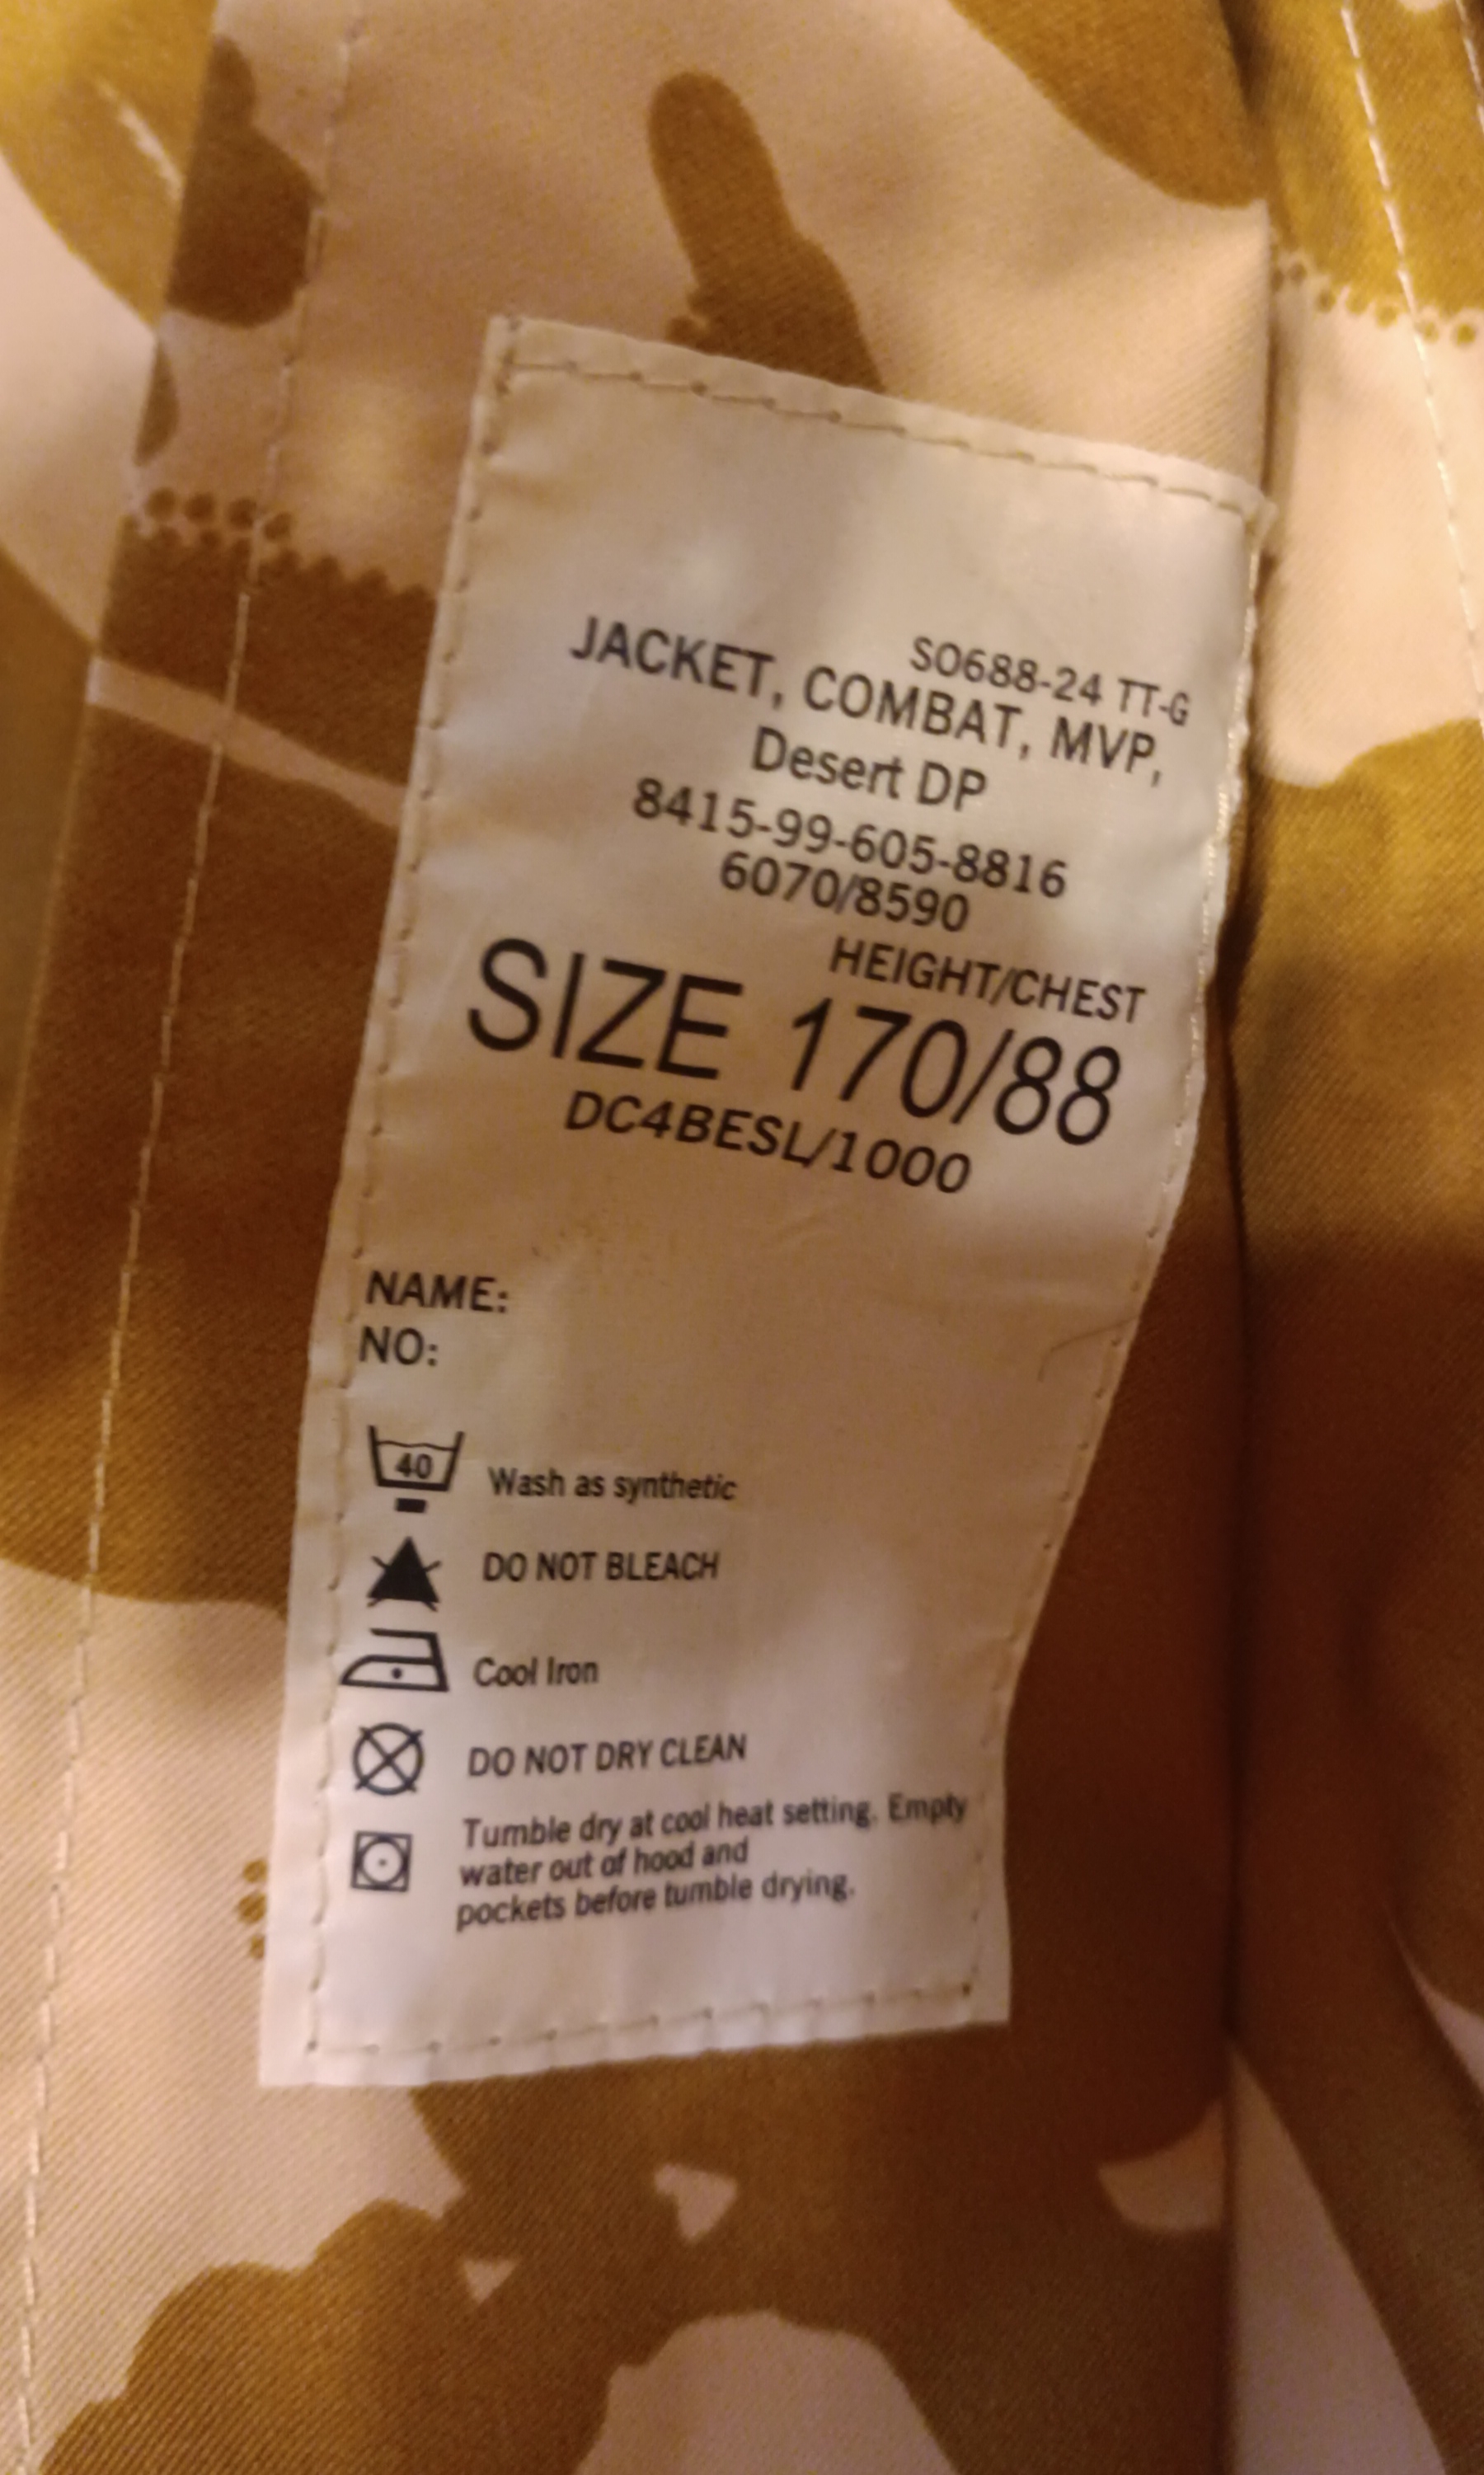 SO688-24 TT-G
JACKET, COMBAT, MVP,
Desert DP
8415-99-605-8816
6070/8590
HEIGHT/CHEST
SIZE 170/88
DC4BESL/1000
NAME:
NO:
40 Wash as synthetic
DO NOT BLEACH
Cool Iron
DO NOT DRY CLEAN
Tumble dry at cool heat setting. Empty
water out of hood and
pockets before tumble drying.